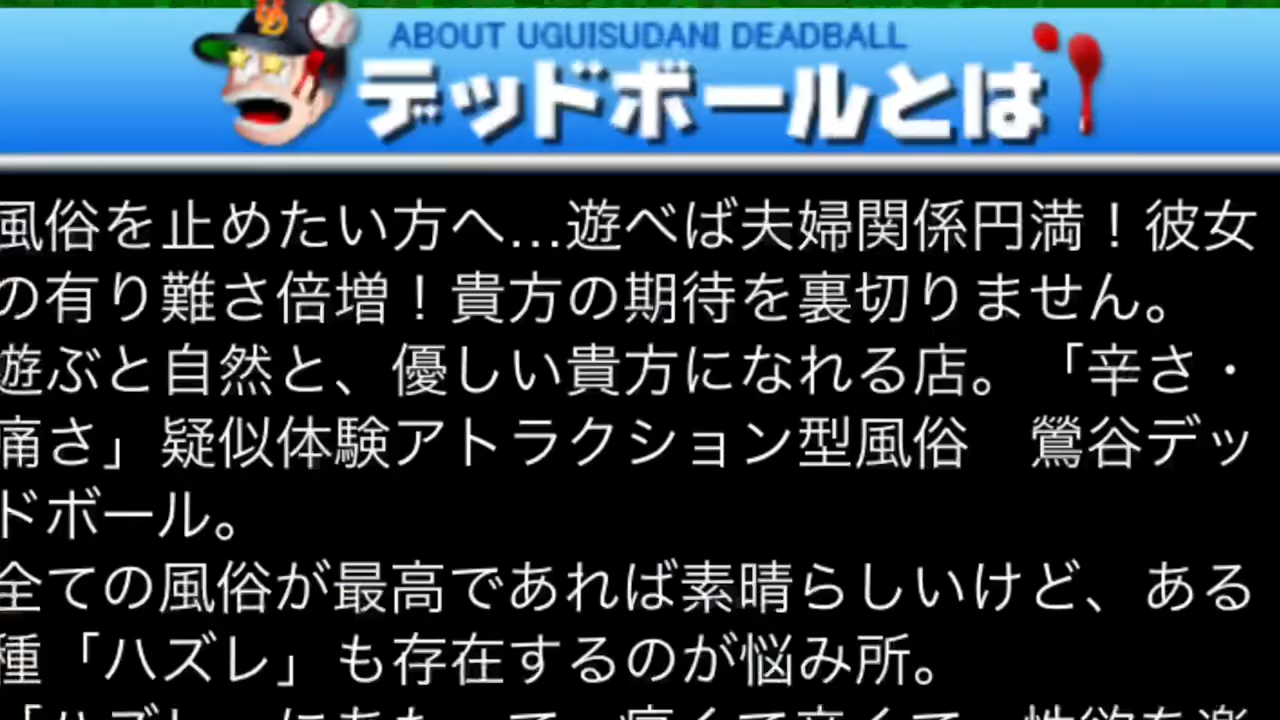 ABOUT UGUISUDANI DEADBALL
デッドボールとは
風俗を止めたい方へ…遊べば夫婦関係円満！彼女
の有り難さ倍増！貴方の期待を裏切りません。
遊ぶと自然と、優しい貴方になれる店。「辛さ・
痛さ」疑似体験アトラクション型風俗　鶯谷デッ
ドボール。
全ての風俗が最高であれば素晴らしいけど、ある
種「ハズレ」も存在するのが悩み所。